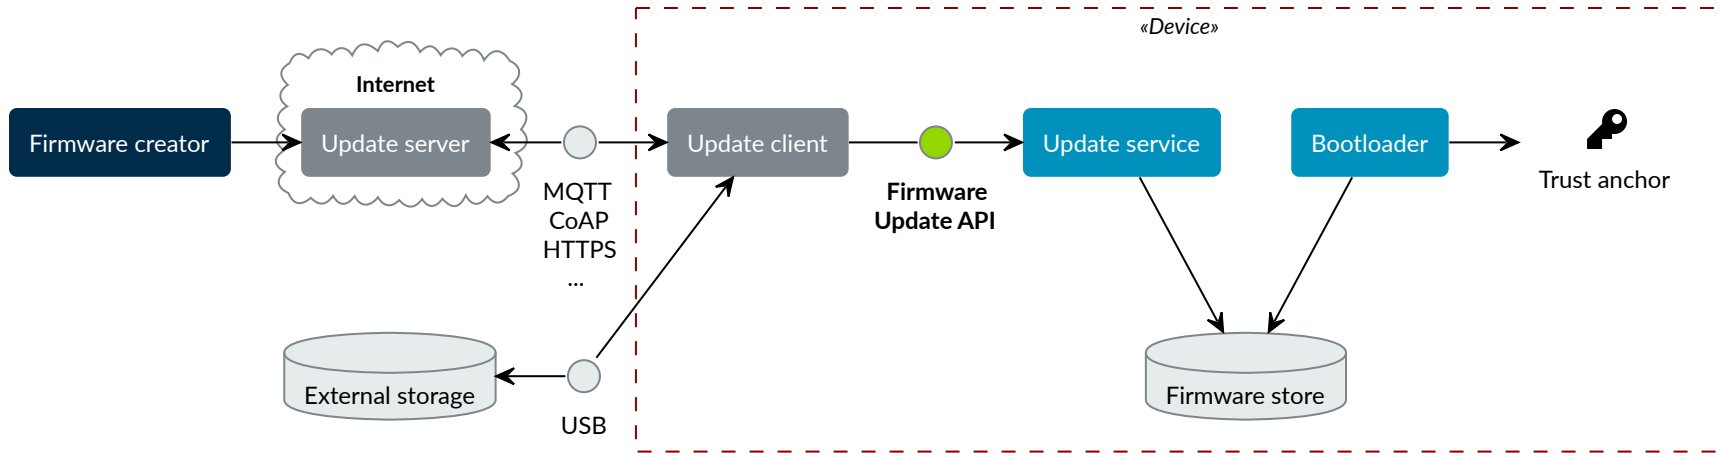 «Device»
Internet
Firmware creator
Update server
Update client
Update service
Bootloader
MQTT
CoAP
HTTPS
...
Firmware
Update API
Trust anchor
External storage
USB
Firmware store